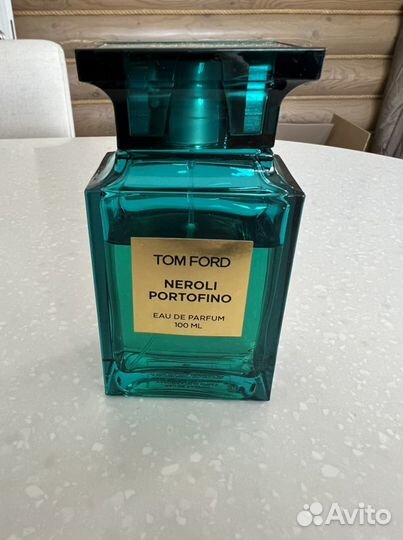 TOM FORD
NEROLI
PORTOFINO
EAU DE PARFUM
100 ML
Avito